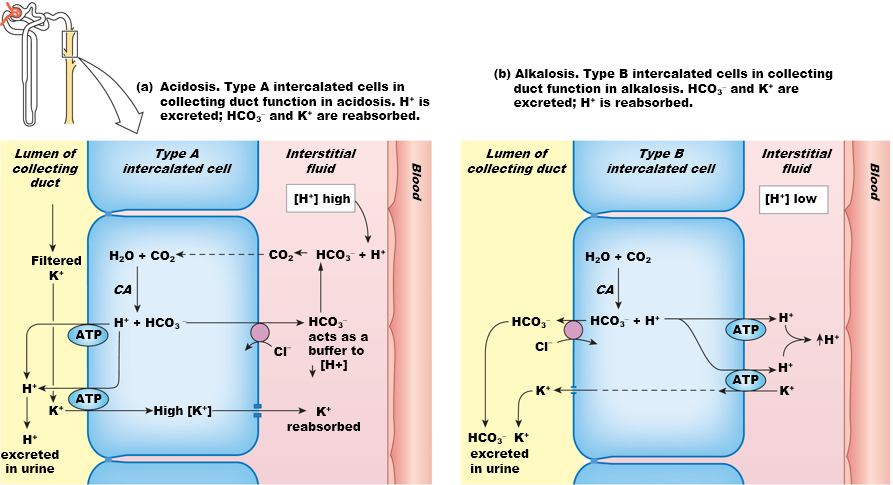 (a) Acidosis. Type A intercalated cells in
collecting duct function in acidosis. H⁺ is
excreted; HCO₃⁻ and K⁺ are reabsorbed.
Lumen of
collecting
duct
Type A
intercalated cell
Interstitial
fluid
Blood
[H⁺] high
Filtered
K⁺
H₂O + CO₂
CO₂
HCO₃⁻ + H⁺
CA
ATP
H⁺ + HCO₃⁻
Cl⁻
HCO₃⁻
acts as a
buffer to
[H+]
H⁺
ATP
K⁺
High [K⁺]
K⁺
reabsorbed
H⁺
excreted
in urine
(b) Alkalosis. Type B intercalated cells in collecting
duct function in alkalosis. HCO₃⁻ and K⁺ are
excreted; H⁺ is reabsorbed.
Lumen of
collecting duct
Type B
intercalated cell
Interstitial
fluid
Blood
[H⁺] low
H₂O + CO₂
CA
HCO₃⁻
HCO₃⁻ + H⁺
Cl⁻
ATP
H⁺
↑H⁺
H⁺
ATP
K⁺
K⁺
HCO₃⁻ K⁺
excreted
in urine